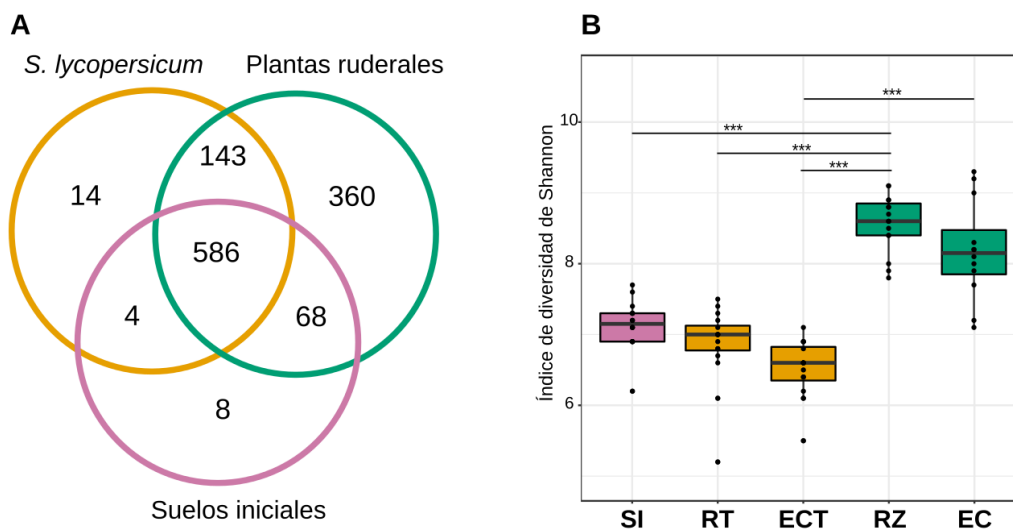 A
S. lycopersicum
Plantas ruderales
143
14
360
586
4
68
8
Suelos iniciales
B
Índice de diversidad de Shannon
10
8
6
***
***
***
***
SI
RT
ECT
RZ
EC